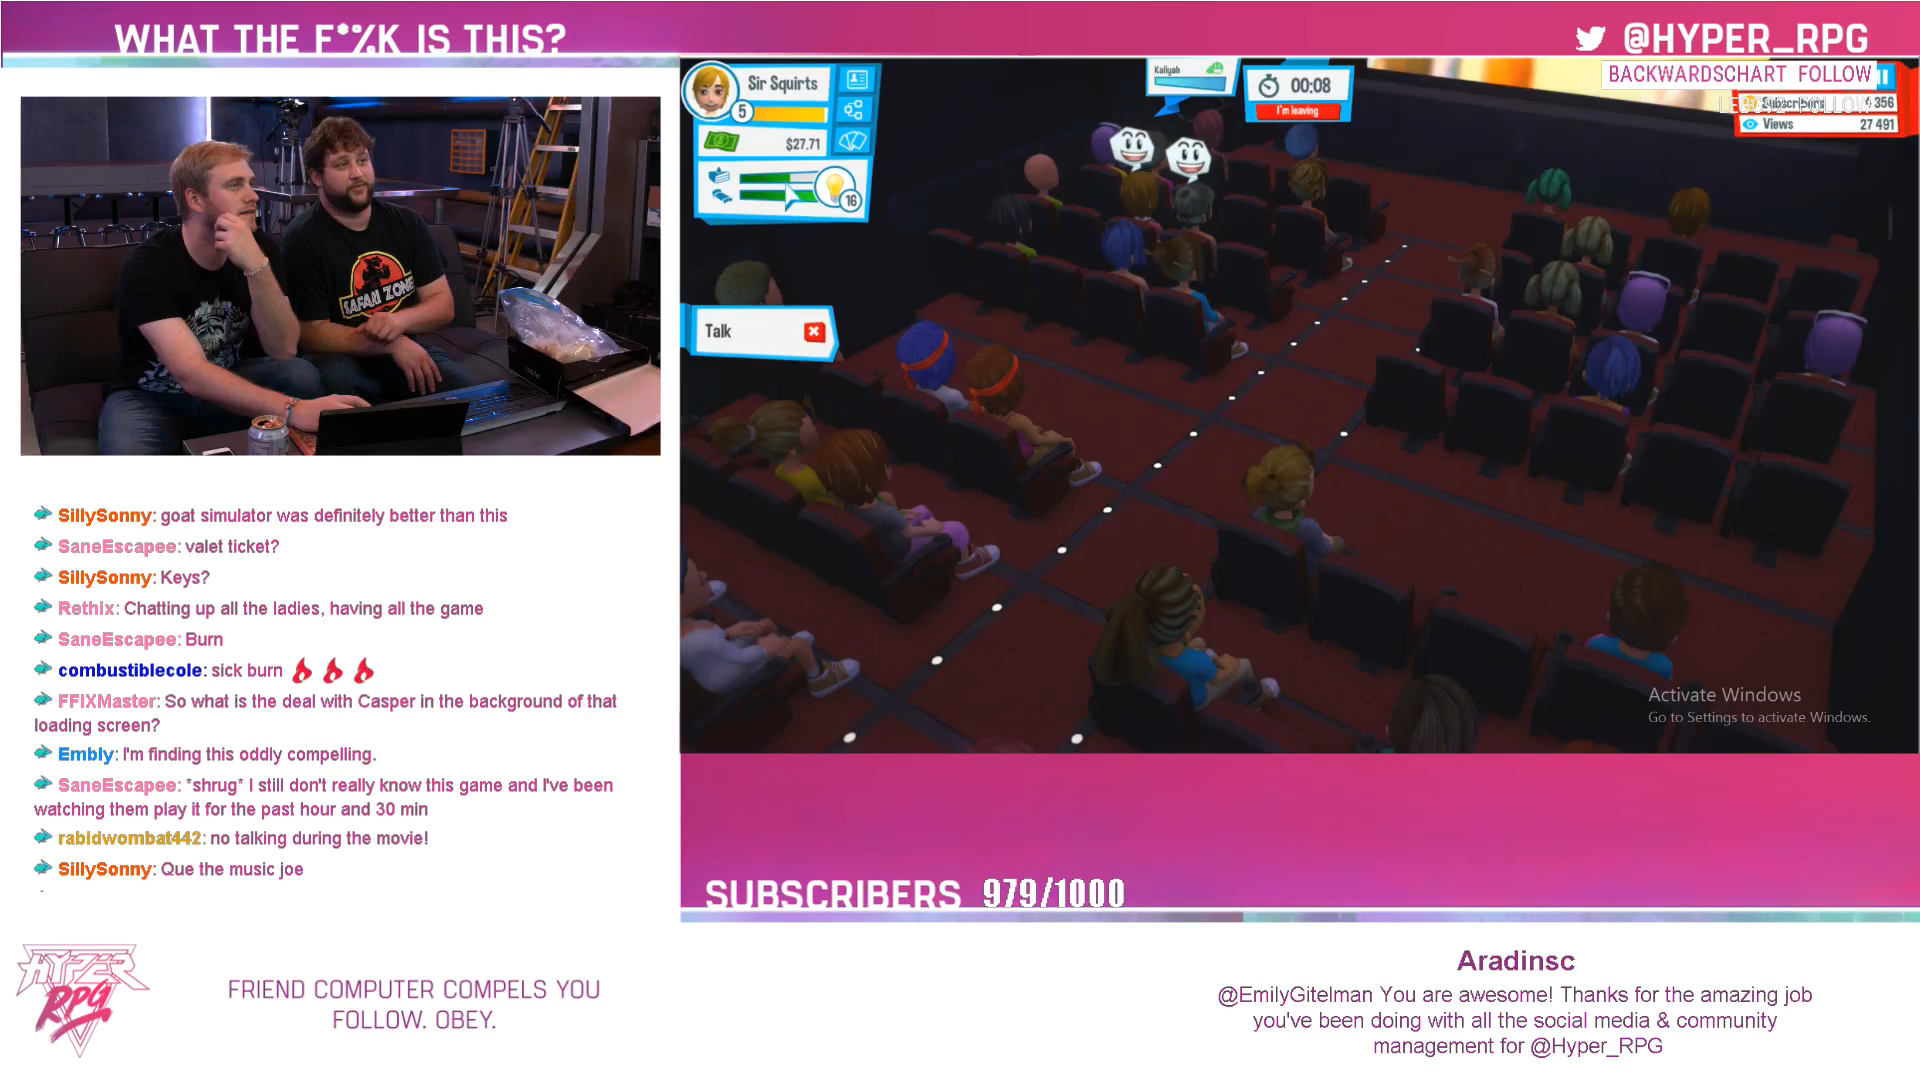 WHAT THE F*%K IS THIS?
@HYPER_RPG
BACKWARDSCHART FOLLOW
Subscribers 356
Views 27 491
Sir Squirts
5
$27.71
16
Kaliyah
00:08
I'm leaving
Talk
SAFARI ZONE
SillySonny: goat simulator was definitely better than this
SaneEscapee: valet ticket?
SillySonny: Keys?
Rethix: Chatting up all the ladies, having all the game
SaneEscapee: Burn
combustiblecole: sick burn
FFIXMaster: So what is the deal with Casper in the background of that
loading screen?
Embly: I'm finding this oddly compelling.
SaneEscapee: *shrug* I still don't really know this game and I've been
watching them play it for the past hour and 30 min
rabidwombat442: no talking during the movie!
SillySonny: Que the music joe
Activate Windows
Go to Settings to activate Windows.
SUBSCRIBERS 979/1000
HYPER
RPG
FRIEND COMPUTER COMPELS YOU
FOLLOW. OBEY.
Aradinsc
@EmilyGitelman You are awesome! Thanks for the amazing job
you've been doing with all the social media & community
management for @Hyper_RPG